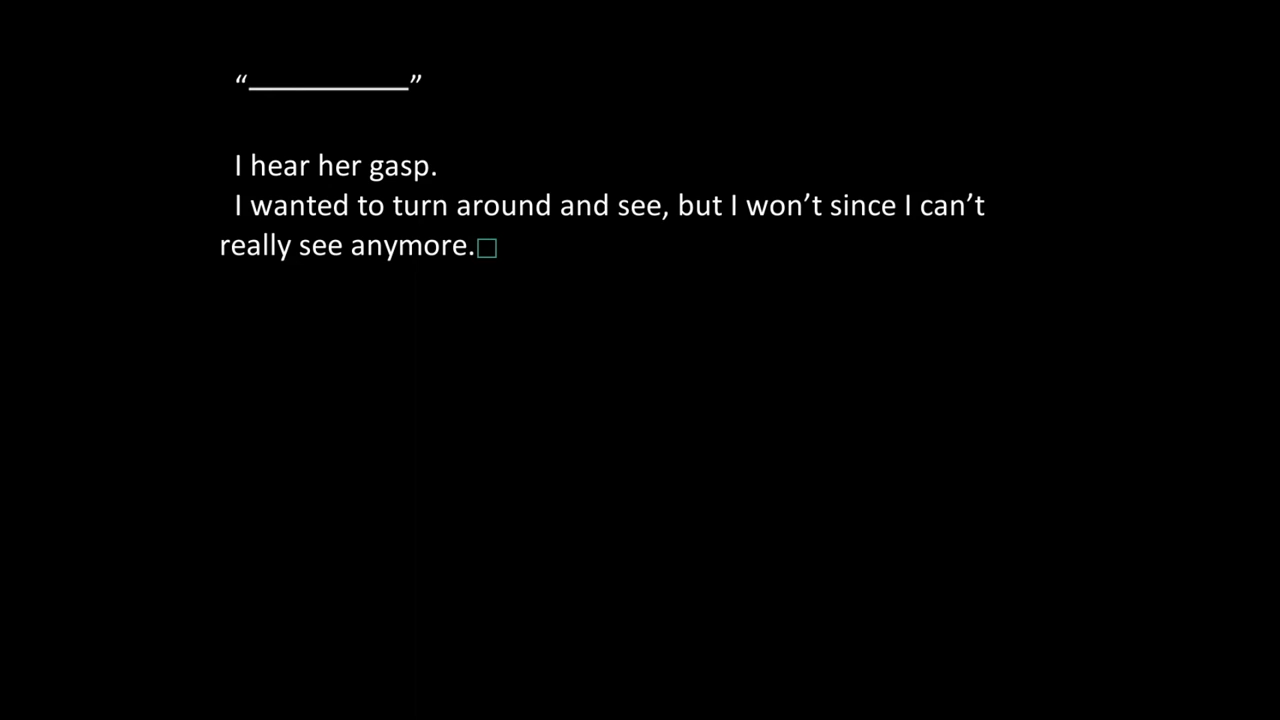 “__________”
I hear her gasp.
I wanted to turn around and see, but I won’t since I can’t
really see anymore.